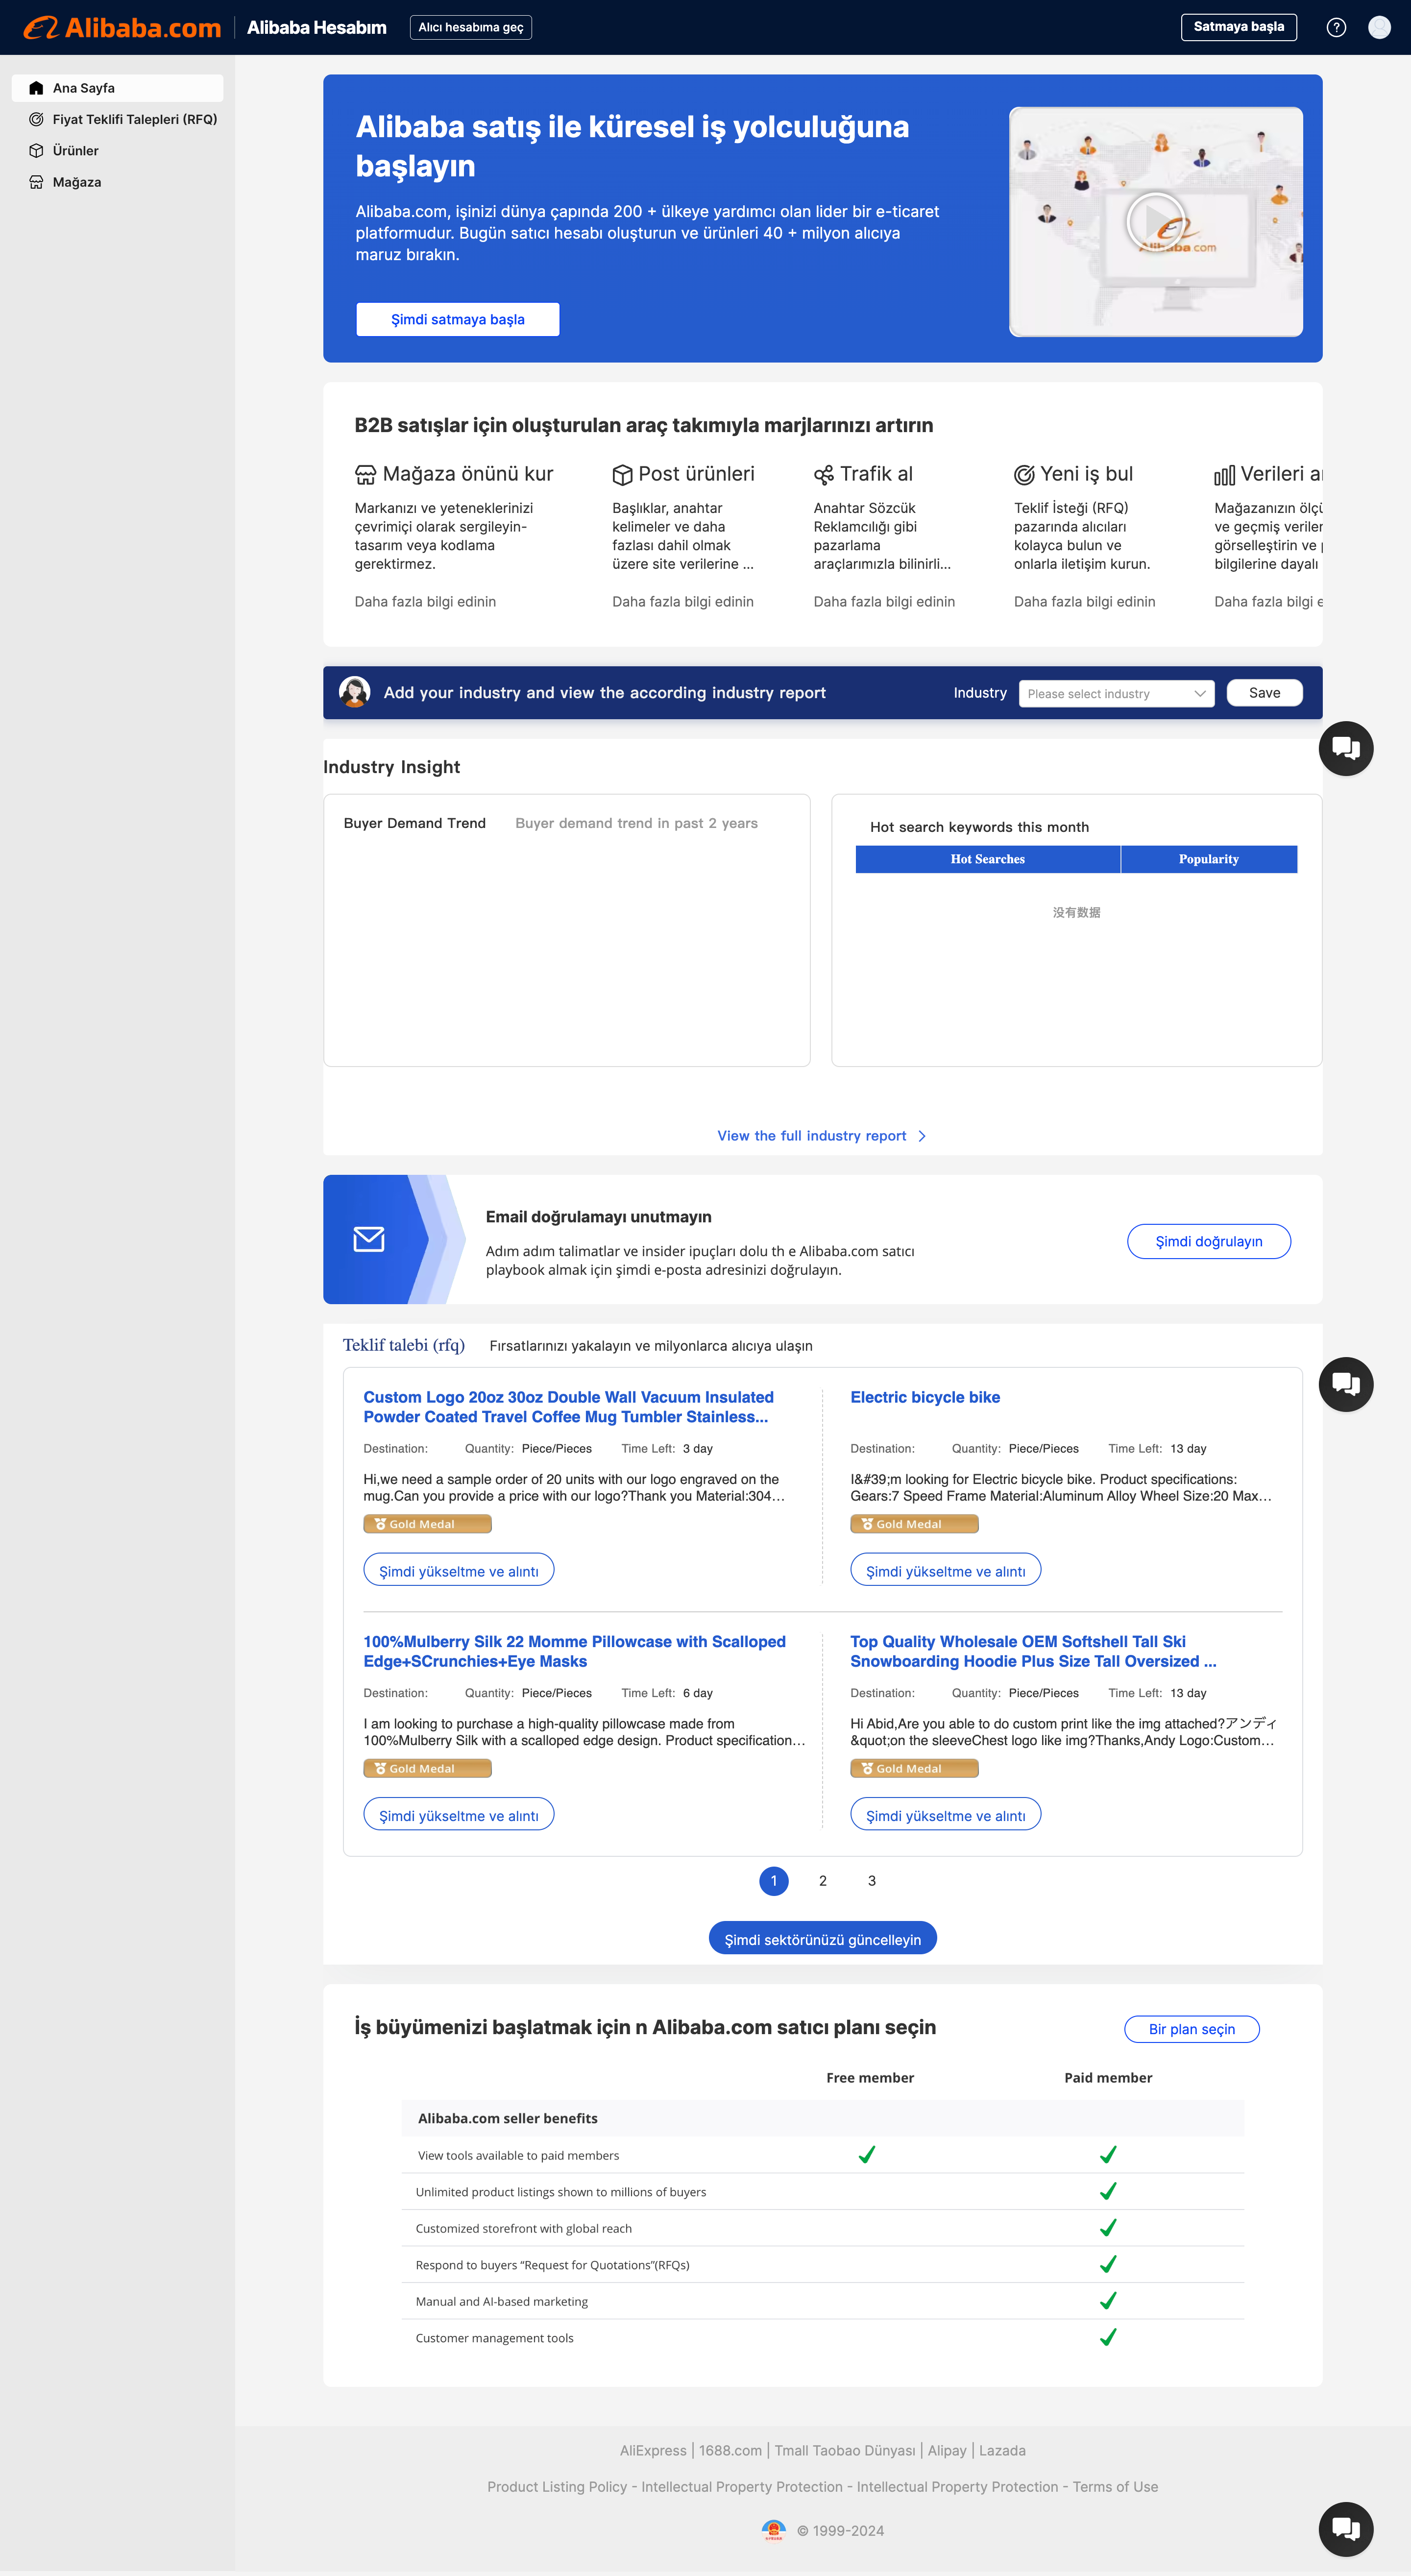 Alibaba.com
Alibaba Hesabım
Alıcı hesabıma geç
Satmaya başla
Ana Sayfa
Fiyat Teklifi Talepleri (RFQ)
Ürünler
Mağaza
Alibaba satış ile küresel iş yolculuğuna
başlayın
Alibaba.com, işinizi dünya çapında 200 + ülkeye yardımcı olan lider bir e-ticaret
platformudur. Bugün satıcı hesabı oluşturun ve ürünleri 40 + milyon alıcıya
maruz bırakın.
Şimdi satmaya başla
Alibaba.com
B2B satışlar için oluşturulan araç takımıyla marjlarınızı artırın
Mağaza önünü kur
Markanızı ve yeteneklerinizi
çevrimiçi olarak sergileyin-
tasarım veya kodlama
gerektirmez.
Daha fazla bilgi edinin
Post ürünleri
Başlıklar, anahtar
kelimeler ve daha
fazlası dahil olmak
üzere site verilerine ...
Daha fazla bilgi edinin
Trafik al
Anahtar Sözcük
Reklamcılığı gibi
pazarlama
araçlarımızla bilinirli...
Daha fazla bilgi edinin
Yeni iş bul
Teklif İsteği (RFQ)
pazarında alıcıları
kolayca bulun ve
onlarla iletişim kurun.
Daha fazla bilgi edinin
Verileri
Mağazanızın
ve geçmiş veriler
görselleştirin ve
bilgilerine dayalı
Daha fazla bilgi
Add your industry and view the according industry report
Industry
Please select industry
Save
Industry Insight
Buyer Demand Trend
Buyer demand trend in past 2 years
Hot search keywords this month
Hot Searches
Popularity
没有数据
View the full industry report
Email doğrulamayı unutmayın
Adım adım talimatlar ve insider ipuçları dolu th e Alibaba.com satıcı
playbook almak için şimdi e-posta adresinizi doğrulayın.
Şimdi doğrulayın
Teklif talebi (rfq)
Fırsatlarınızı yakalayın ve milyonlarca alıcıya ulaşın
Custom Logo 20oz 30oz Double Wall Vacuum Insulated
Powder Coated Travel Coffee Mug Tumbler Stainless...
Destination: Quantity: Piece/Pieces Time Left: 3 day
Hi,we need a sample order of 20 units with our logo engraved on the
mug.Can you provide a price with our logo?Thank you Material:304...
Gold Medal
Şimdi yükseltme ve alıntı
Electric bicycle bike
Destination: Quantity: Piece/Pieces Time Left: 13 day
I&#39;m looking for Electric bicycle bike. Product specifications:
Gears:7 Speed Frame Material:Aluminum Alloy Wheel Size:20 Max...
Gold Medal
Şimdi yükseltme ve alıntı
100%Mulberry Silk 22 Momme Pillowcase with Scalloped
Edge+SCrunchies+Eye Masks
Destination: Quantity: Piece/Pieces Time Left: 6 day
I am looking to purchase a high-quality pillowcase made from
100%Mulberry Silk with a scalloped edge design. Product specification...
Gold Medal
Şimdi yükseltme ve alıntı
Top Quality Wholesale OEM Softshell Tall Ski
Snowboarding Hoodie Plus Size Tall Oversized ...
Destination: Quantity: Piece/Pieces Time Left: 13 day
Hi Abid,Are you able to do custom print like the img attached?アンディ
&quot;on the sleeveChest logo like img?Thanks,Andy Logo:Custom...
Gold Medal
Şimdi yükseltme ve alıntı
1 2 3
Şimdi sektörünüzü güncelleyin
İş büyümenizi başlatmak için n Alibaba.com satıcı planı seçin
Bir plan seçin
Free member
Paid member
Alibaba.com seller benefits
View tools available to paid members
Unlimited product listings shown to millions of buyers
Customized storefront with global reach
Respond to buyers “Request for Quotations”(RFQs)
Manual and AI-based marketing
Customer management tools
AliExpress | 1688.com | Tmall Taobao Dünyası | Alipay | Lazada
Product Listing Policy - Intellectual Property Protection - Intellectual Property Protection - Terms of Use
© 1999-2024